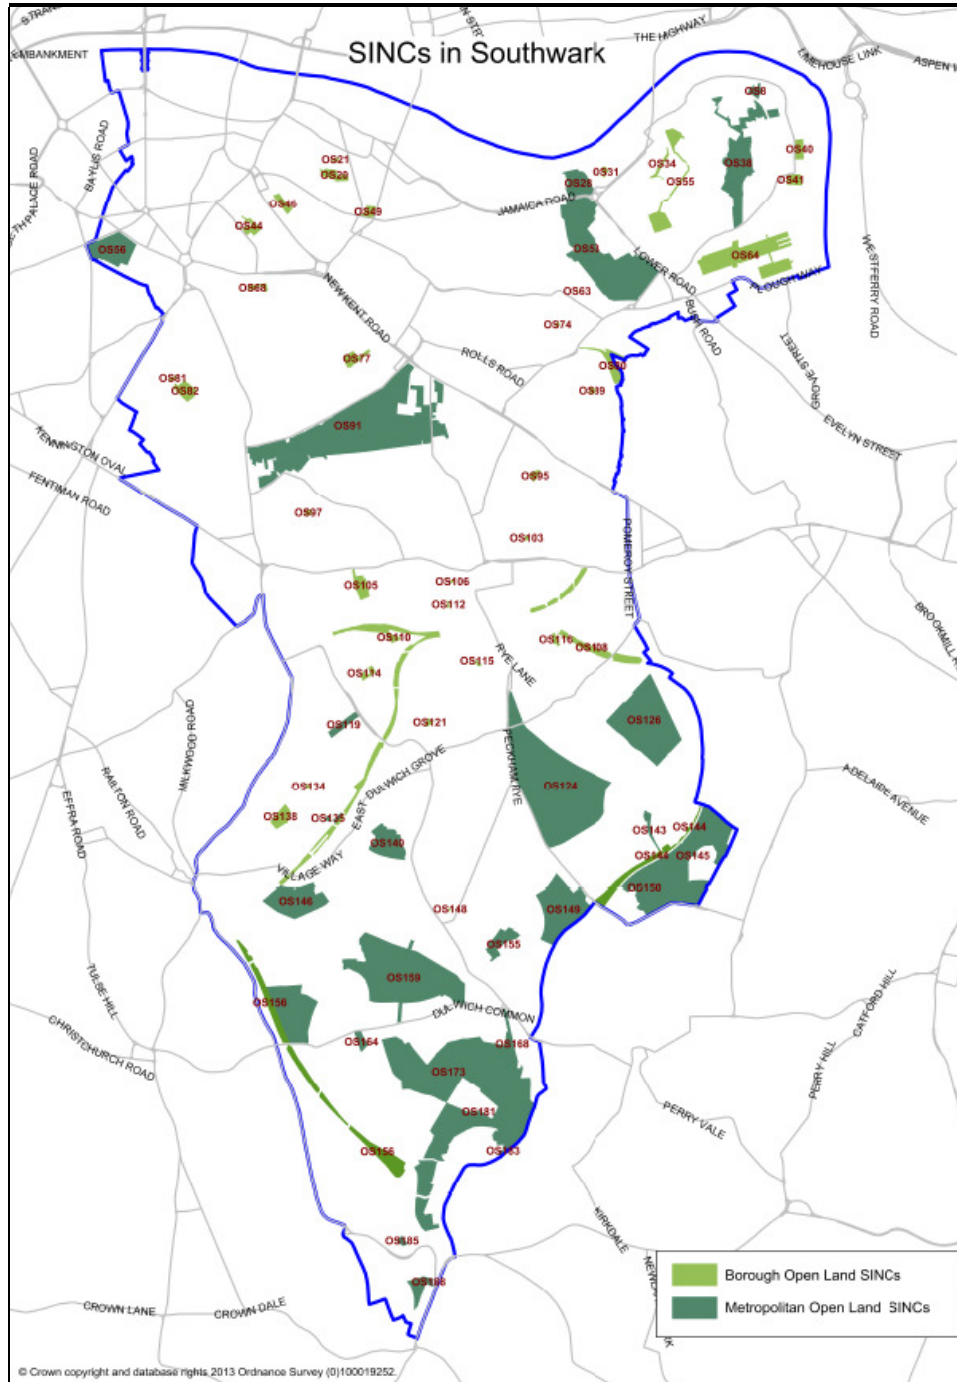 SINCs in Southwark
EMBANKMENT
THE HIGHWAY
LIMEHOUSE LINK
BAYLIS ROAD
JAMAICA ROAD
LOWER ROAD
PLOUGH WAY
BUSH ROAD
WESTFERRY ROAD
GROVE STREET
EVELYN STREET
NEW KENT ROAD
ROLLS ROAD
KENNINGTON OVAL
FENTIMAN ROAD
POMEROY STREET
RYE LANE
PECKHAM RYE
MILKWOOD ROAD
RAILTON ROAD
EFFRA ROAD
EAST DULWICH GROVE
VILLAGE WAY
ADELAIDE AVENUE
TULSE HILL
CHRISTCHURCH ROAD
DULWICH COMMON
CATFORD HILL
PERRY HILL
PERRY VALE
KIRKDALE
CROWN LANE
CROWN DALE
OS8
OS21
OS20
OS46
OS44
OS49
OS56
OS68
OS28
OS31
OS34
OS55
OS38
OS40
OS41
OS64
OS63
OS74
OS77
OS81
OS82
OS80
OS89
OS91
OS95
OS97
OS103
OS105
OS106
OS112
OS110
OS108
OS114
OS115
OS119
OS121
OS126
OS124
OS134
OS138
OS135
OS140
OS143
OS144
OS144
OS145
OS150
OS146
OS148
OS149
OS155
OS159
OS156
OS164
OS168
OS173
OS181
OS156
OS185
Borough Open Land SINCs
Metropolitan Open Land SINCs
© Crown copyright and database rights 2013 Ordnance Survey (0)100019252.